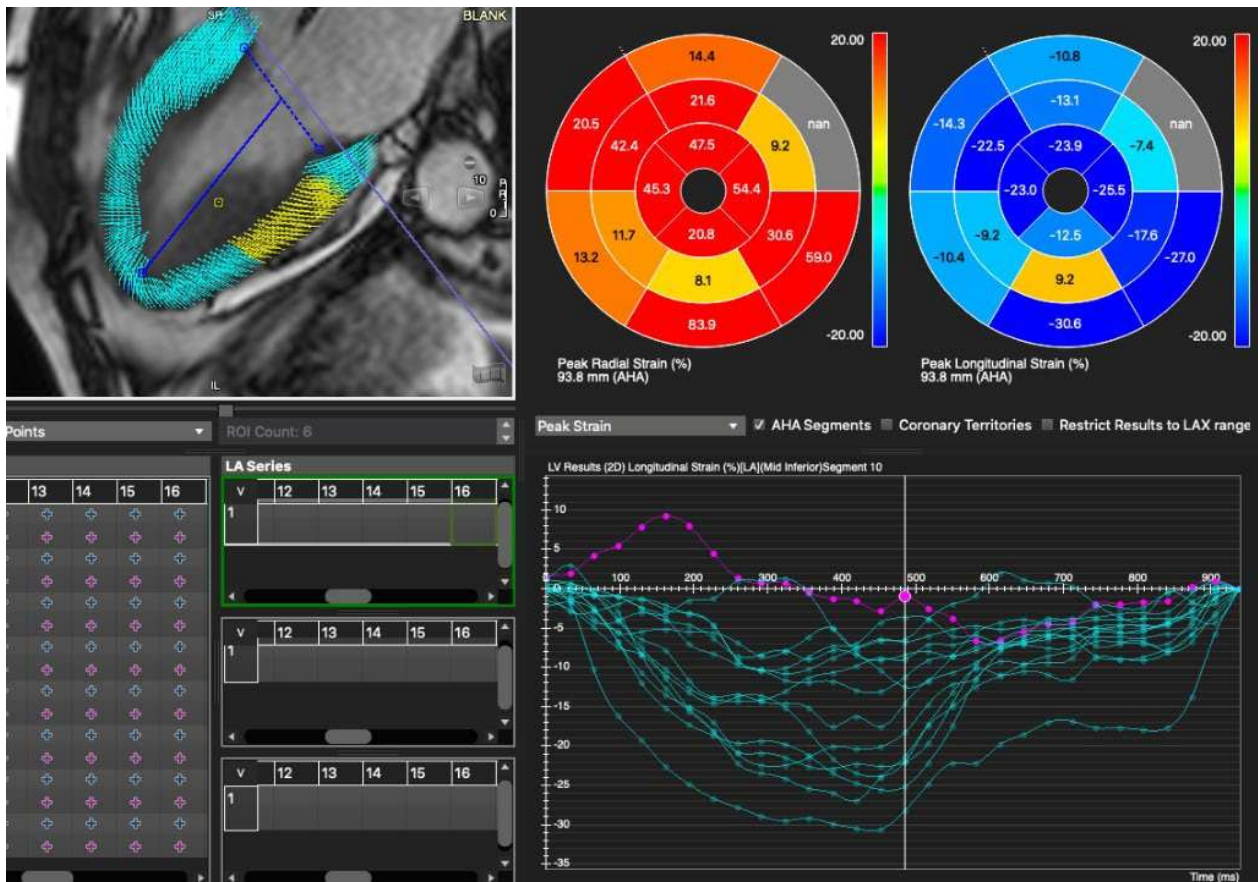 SR
BLANK
10
0
IL
20.00
14.4
21.6
nan
20.5
42.4
47.5
9.2
45.3
54.4
13.2
11.7
20.8
30.6
59.0
8.1
83.9
-20.00
Peak Radial Strain (%)
93.8 mm (AHA)
20.00
-10.8
-13.1
nan
-14.3
-22.5
-23.9
-7.4
-23.0
-25.5
-10.4
-9.2
-12.5
-17.6
-27.0
9.2
-30.6
-20.00
Peak Longitudinal Strain (%)
93.8 mm (AHA)
Points
ROI Count: 6
Peak Strain
AHA Segments
Coronary Territories
Restrict Results to LAX range
13 14 15 16
LA Series
V 12 13 14 15 16
1
V 12 13 14 15 16
1
V 12 13 14 15 16
1
LV Results (2D) Longitudinal Strain (%)[LA](Mid Inferior)Segment 10
10
5
0
100 200 300 400 500 600 700 800 900
-5
-10
-15
-20
-25
-30
-35
Time (ms)